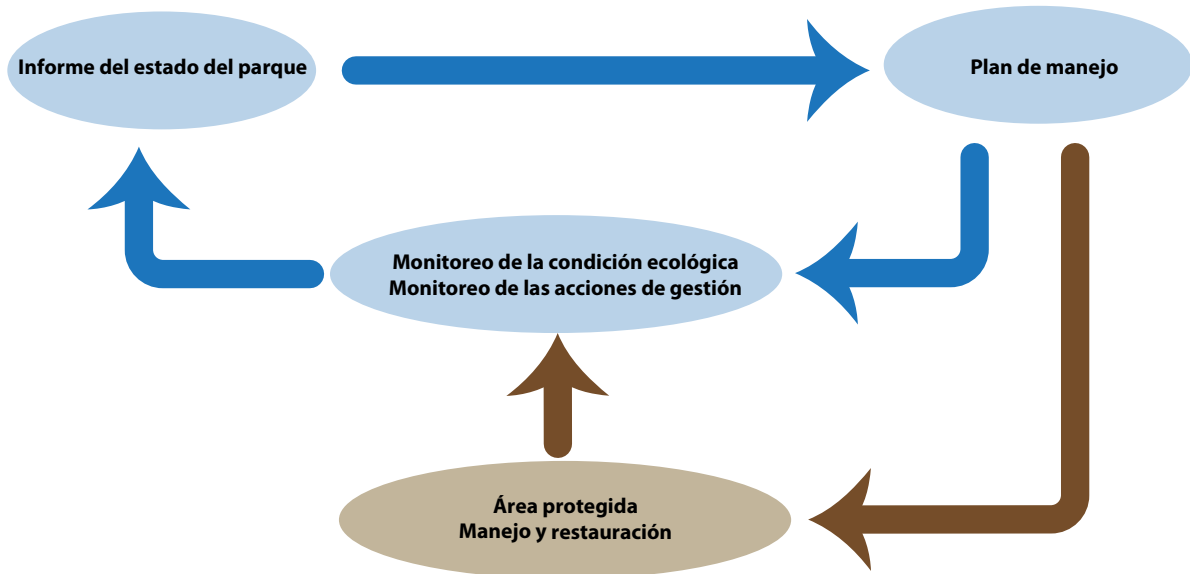 Informe del estado del parque
Plan de manejo
Monitoreo de la condición ecológica
Monitoreo de las acciones de gestión
Área protegida
Manejo y restauración